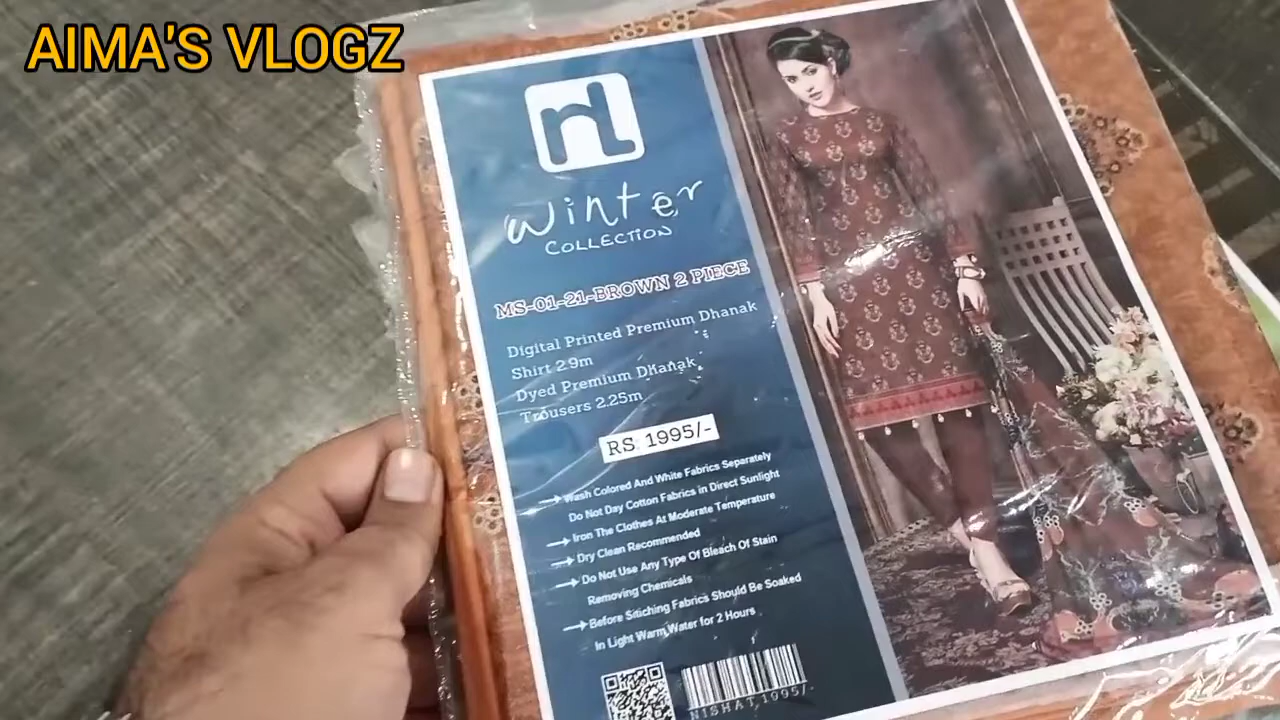 AIMA'S VLOGZ
nl
Winter
COLLECTION
MS-01-21-BROWN 2 PIECE
Digital Printed Premium Dhanak
Shirt 2.9m
Dyed Premium Dhanak
Trousers 2.25m
RS: 1995/-
Wash Colored And White Fabrics Separately
Do Not Day Cotton Fabrics in Direct Sunlight
Iron The Clothes At Moderate Temperature
Dry Clean Recommended
Do Not Use Any Type Of Bleach Of Stain
Removing Chemicals
Before Stiching Fabrics Should Be Soaked
In Light Warm Water for 2 Hours
NISHAT,1995/-